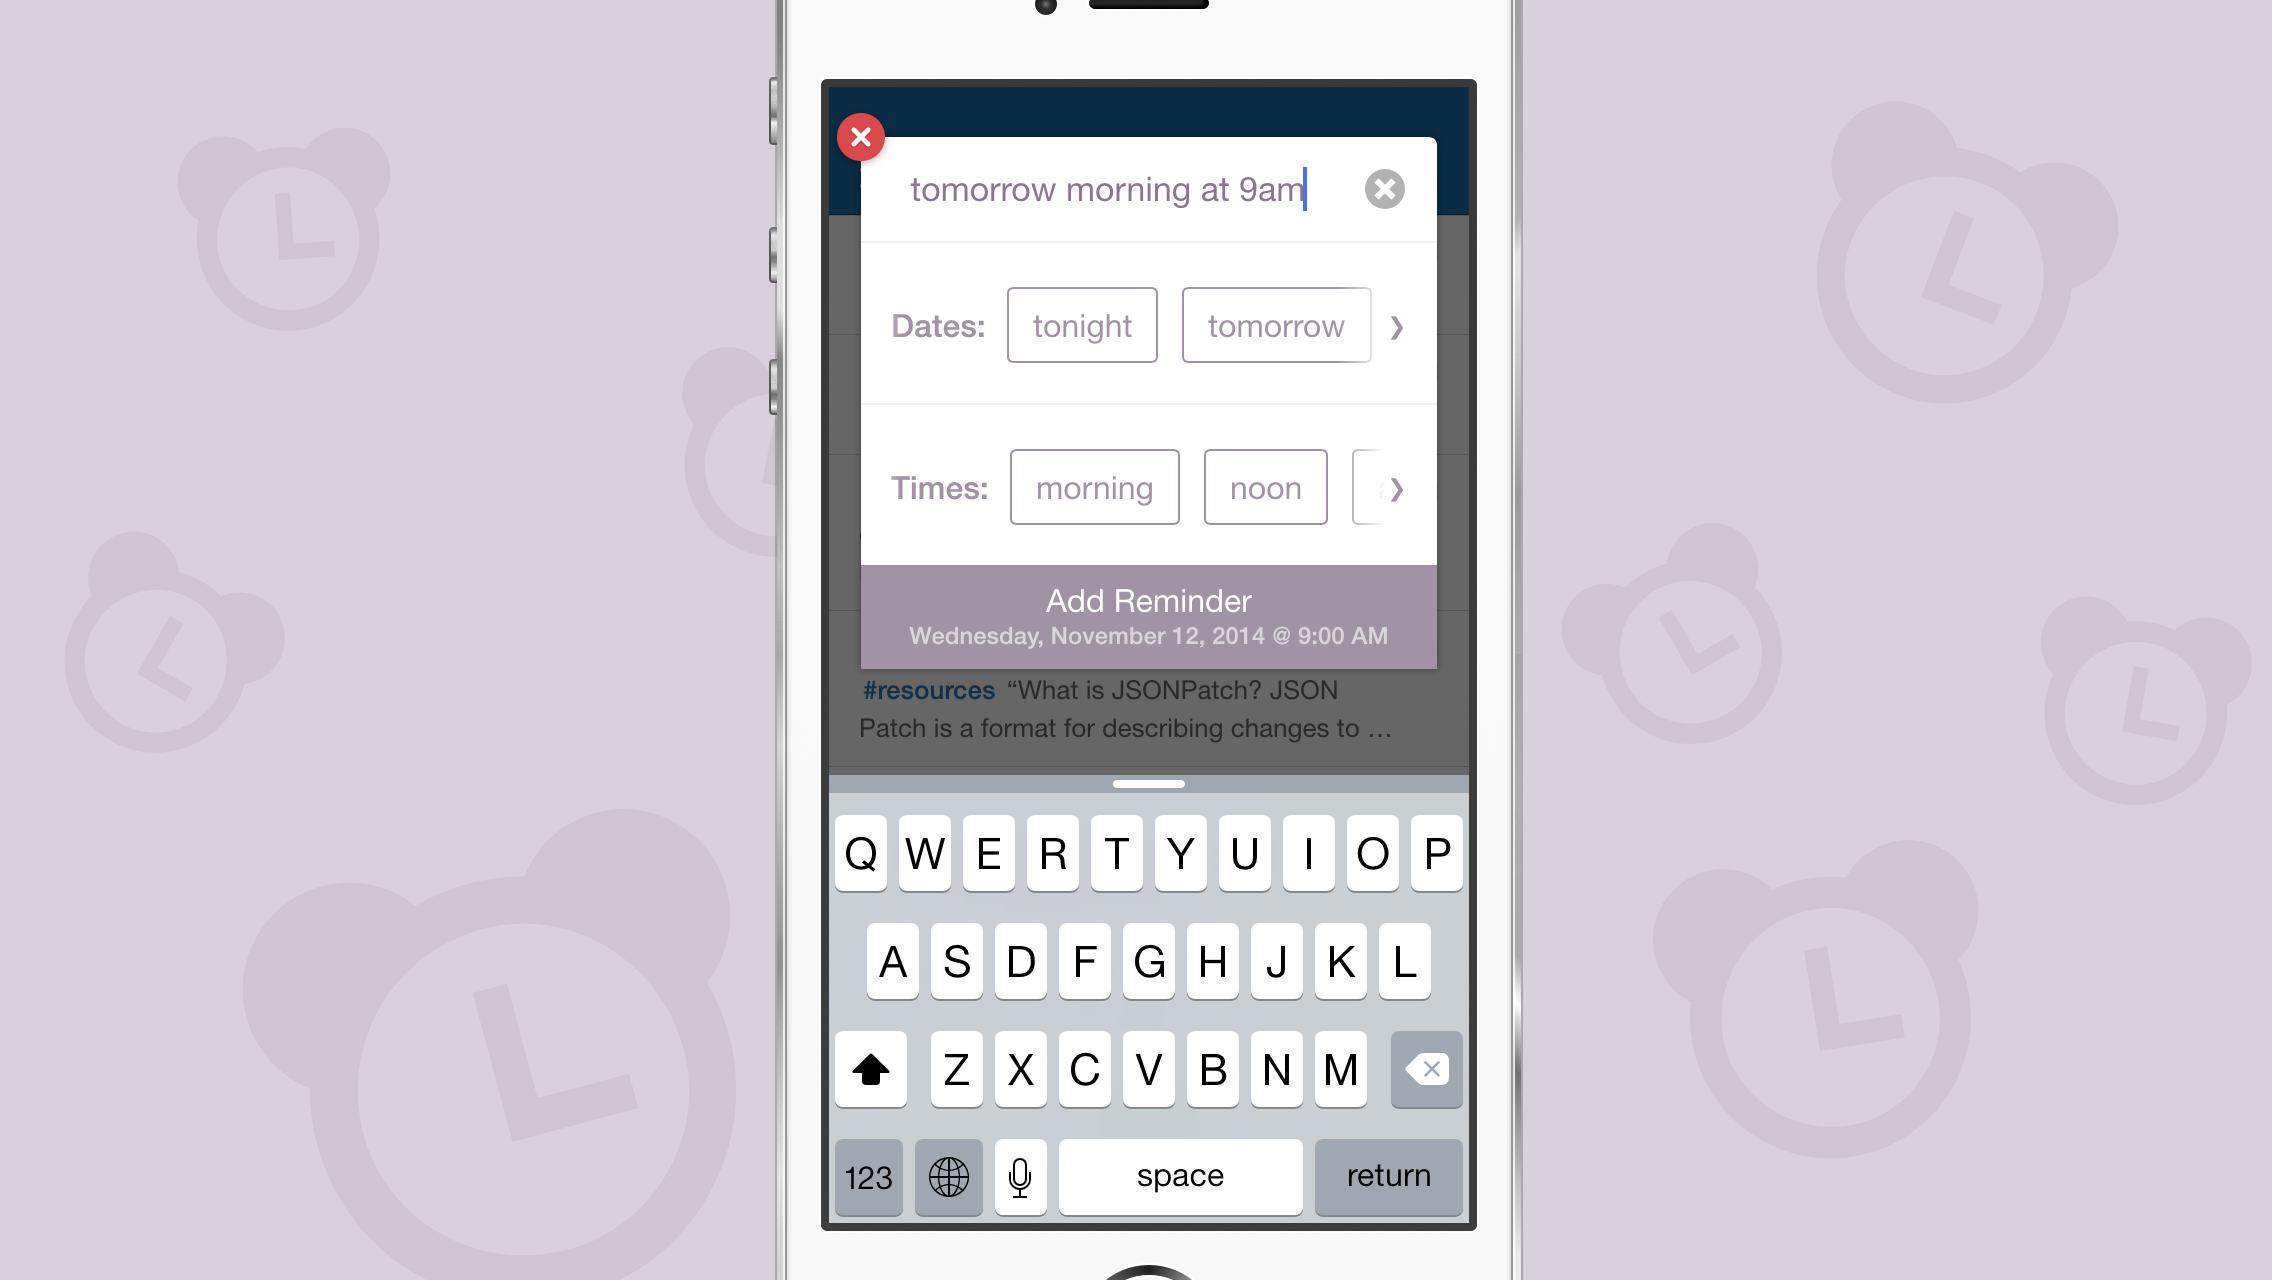 tomorrow morning at 9am
Dates: tonight tomorrow
Times: morning noon
Add Reminder
Wednesday, November 12, 2014 @ 9:00 AM
#resources “What is JSONPatch? JSON
Patch is a format for describing changes to …
Q W E R T Y U I O P
A S D F G H J K L
Z X C V B N M
123 space return